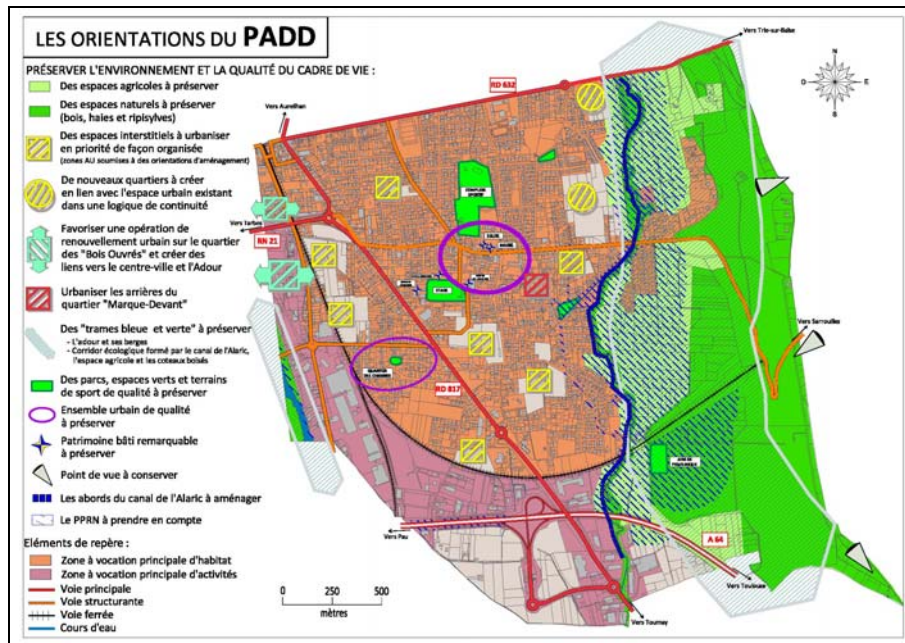 LES ORIENTATIONS DU PADD
PRÉSERVER L'ENVIRONNEMENT ET LA QUALITÉ DU CADRE DE VIE :
Des espaces agricoles à préserver
Des espaces naturels à préserver
(bois, haies et ripisylves)
Des espaces interstitiels à urbaniser
en priorité de façon organisée
(zones AU soumises à des orientations d'aménagement)
De nouveaux quartiers à créer
en lien avec l'espace urbain existant
dans une logique de continuité
Favoriser une opération de
renouvellement urbain sur le quartier
des "Bois Ouvrés" et créer des
liens vers le centre-ville et l'Adour
Urbaniser les arrières du
quartier "Marque-Devant"
Des "trames bleue et verte" à préserver
- L'adour et ses berges
- Corridor écologique formé par le canal de l'Alaric,
l'espace agricole et les coteaux boisés
Des parcs, espaces verts et terrains
de sport de qualité à préserver
Ensemble urbain de qualité
à préserver
Patrimoine bâti remarquable
à préserver
Point de vue à conserver
Les abords du canal de l'Alaric à aménager
Le PPRN à prendre en compte
Eléments de repère :
Zone à vocation principale d'habitat
Zone à vocation principale d'activités
Voie principale
Voie structurante
Voie ferrée
Cours d'eau
0 250 500
mètres
Vers Trie-sur-Baïse
N
O E
S
RD 632
Vers Aureilhan
Vers Tarbes
RN 21
STADE
MAIRIE
RD 817
Vers Sarrouilles
Vers Pau
A 64
Vers Toulouse
Vers Tournay